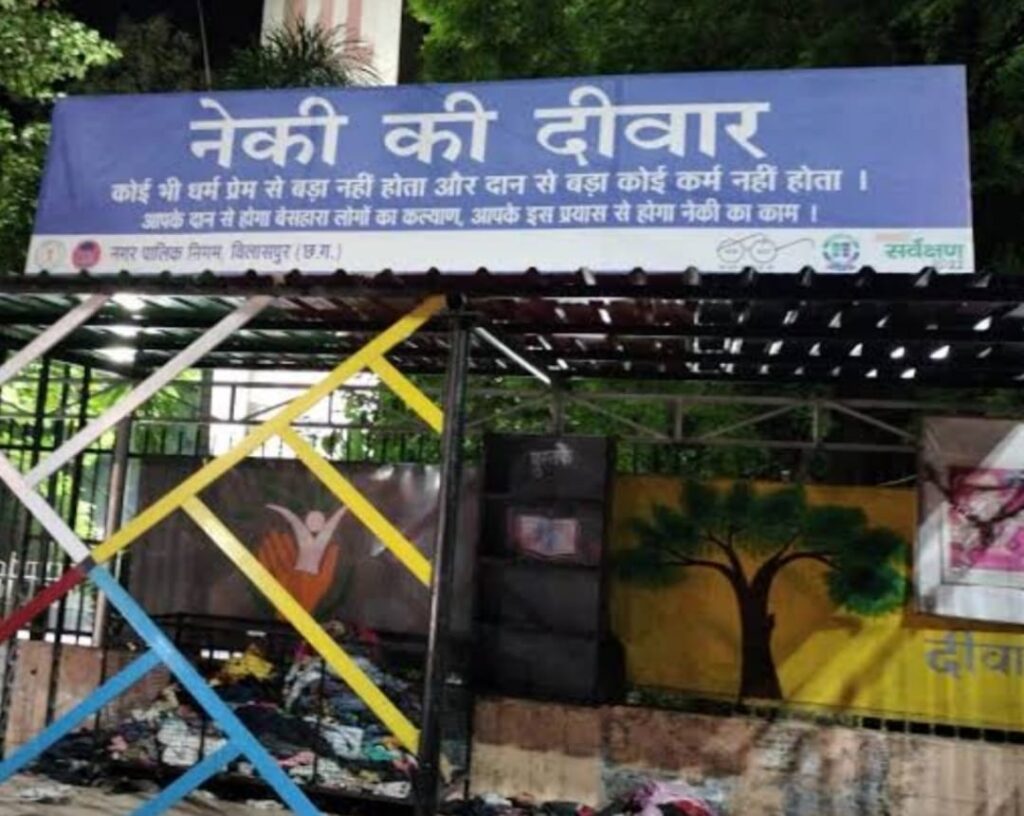 नेकी की दीवार
कोई भी धर्म प्रेम से बड़ा नहीं होता और दान से बड़ा कोई कर्म नहीं होता ।
आपके दान से होगा बेसहारा लोगों का कल्याण, आपके इस प्रयास से होगा नेकी का काम ।
नगर पालिक निगम, बिलासपुर (छ.ग.)
सर्वेक्षण
दीवा